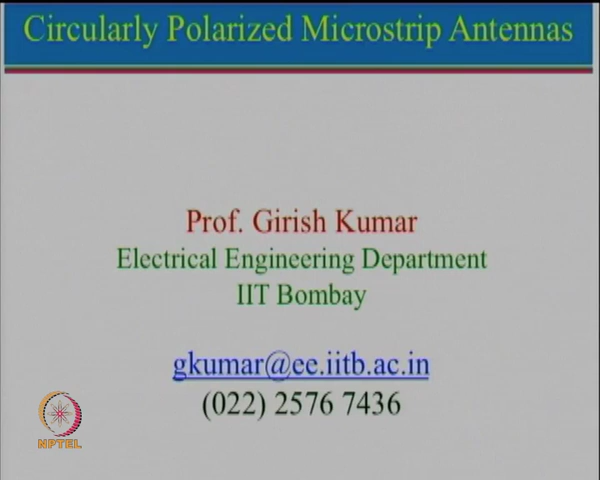 Circularly Polarized Microstrip Antennas
Prof. Girish Kumar
Electrical Engineering Department
IIT Bombay
gkumar@ee.iitb.ac.in
(022) 2576 7436
NPTEL